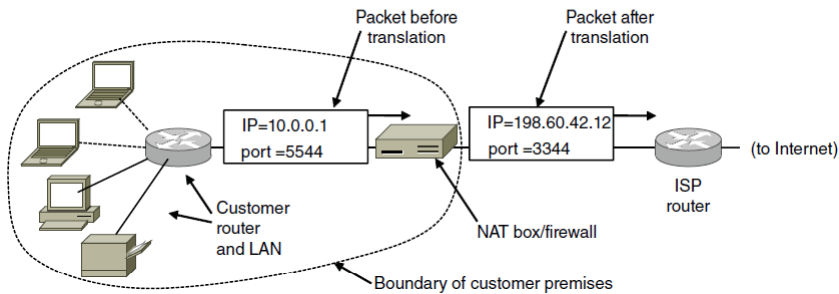 Packet before
translation
Packet after
translation
IP=10.0.0.1
port =5544
IP=198.60.42.12
port =3344
(to Internet)
ISP
router
Customer
router
and LAN
NAT box/firewall
Boundary of customer premises